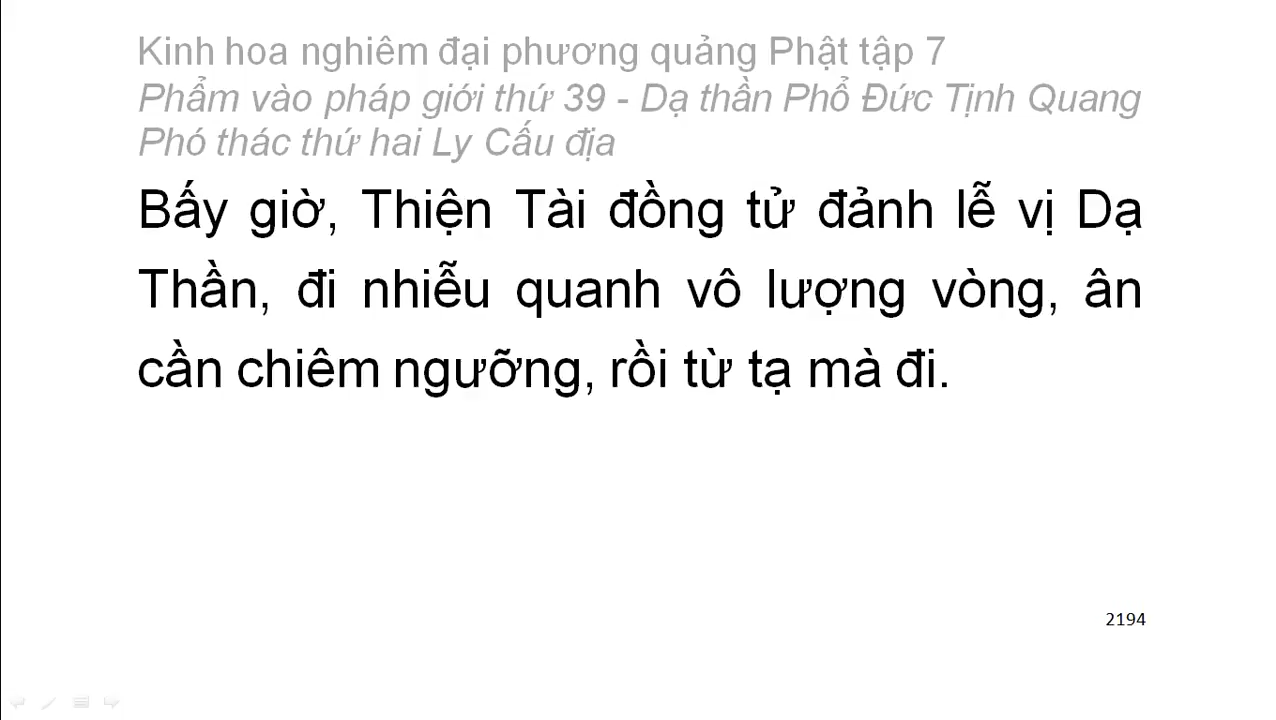 Kinh hoa nghiêm đại phương quảng Phật tập 7
Phẩm vào pháp giới thứ 39 - Dạ thần Phổ Đức Tịnh Quang
Phó thác thứ hai Ly Cấu địa
Bấy giờ, Thiện Tài đồng tử đảnh lễ vị Dạ
Thần, đi nhiễu quanh vô lượng vòng, ân
cần chiêm ngưỡng, rồi từ tạ mà đi.
2194